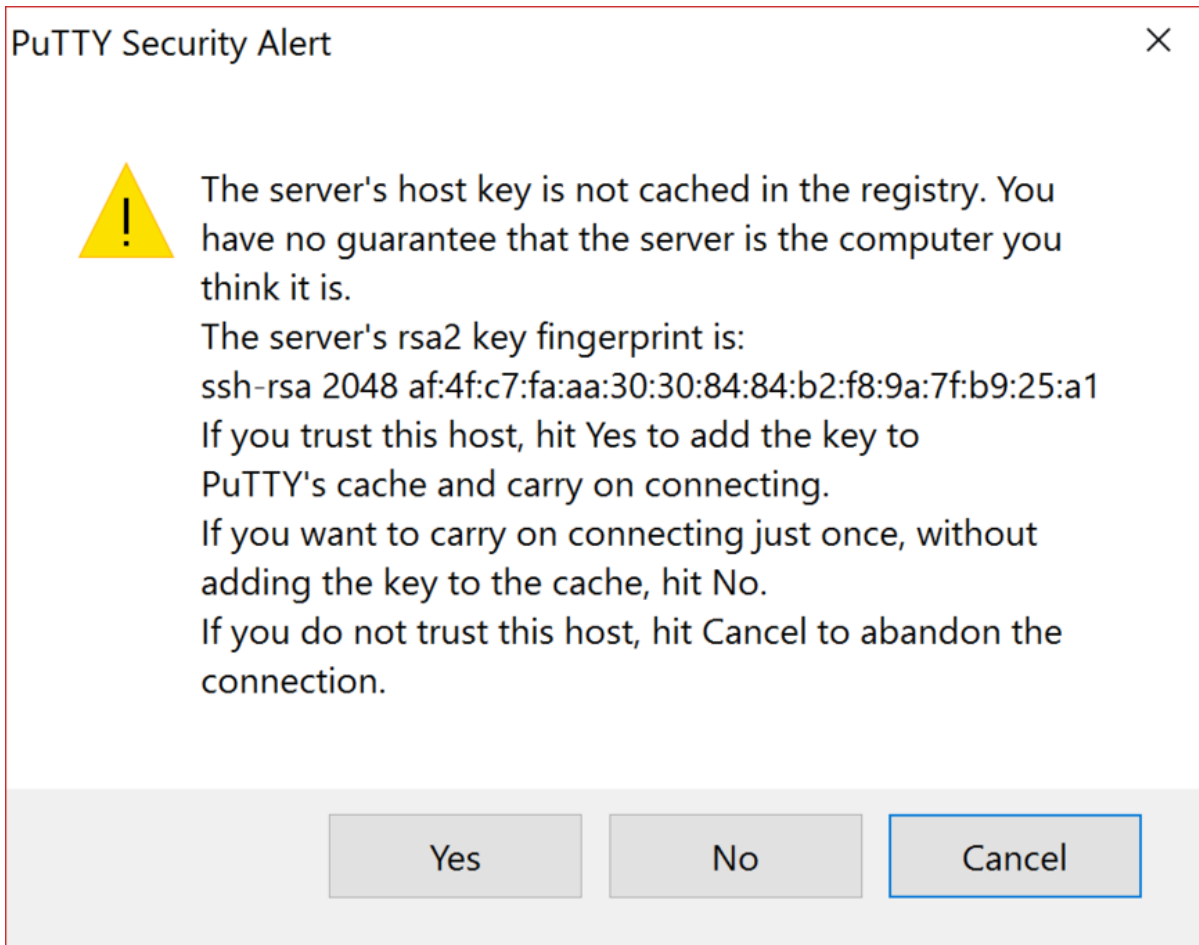 PuTTY Security Alert
!
The server's host key is not cached in the registry. You
have no guarantee that the server is the computer you
think it is.
The server's rsa2 key fingerprint is:
ssh-rsa 2048 af:4f:c7:fa:aa:30:30:84:84:b2:f8:9a:7f:b9:25:a1
If you trust this host, hit Yes to add the key to
PuTTY's cache and carry on connecting.
If you want to carry on connecting just once, without
adding the key to the cache, hit No.
If you do not trust this host, hit Cancel to abandon the
connection.
Yes No Cancel